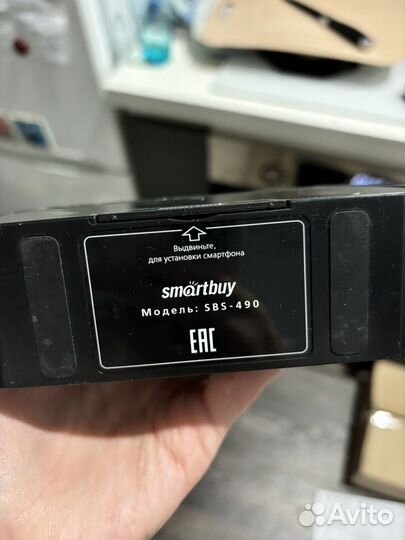 Выдвиньте,
для установки смартфона
smartbuy
Модель: SBS-490
EAC
Avito